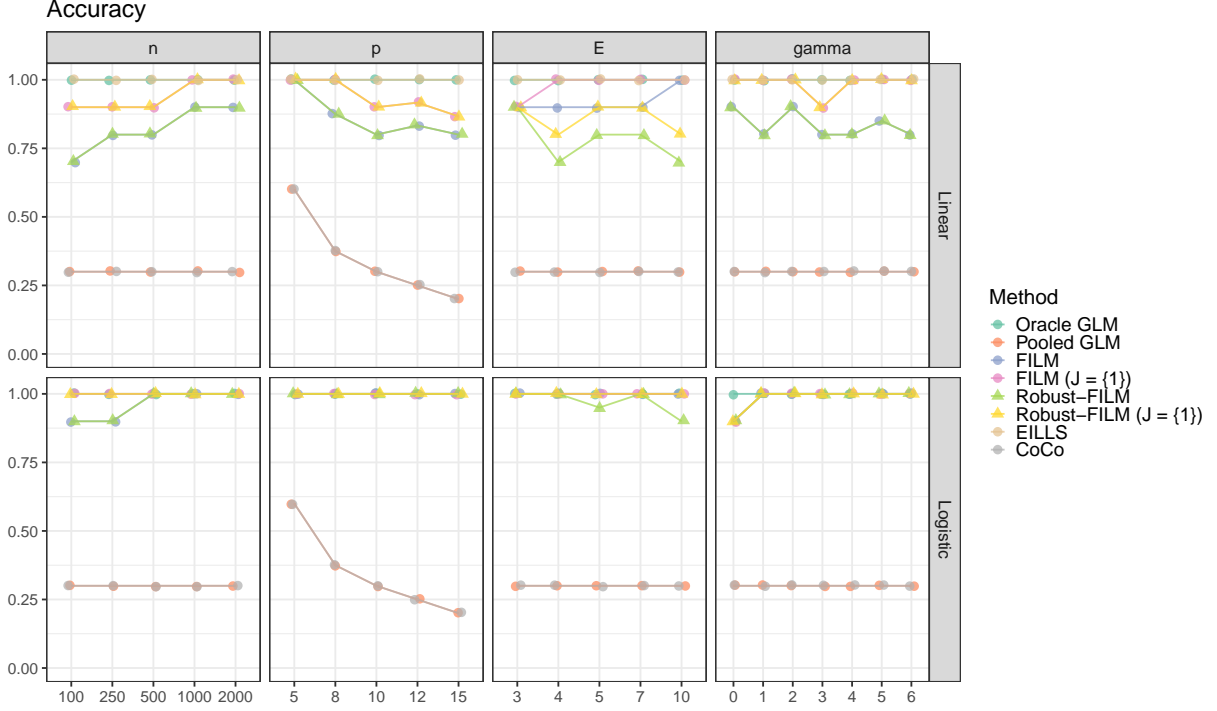 Accuracy
n p E gamma
1.00
0.75
0.50
0.25
0.00
Linear
1.00
0.75
0.50
0.25
0.00
Logistic
100 250 500 1000 2000 5 8 10 12 15 3 4 5 7 10 0 1 2 3 4 5 6
Method
Oracle GLM
Pooled GLM
FILM
FILM (J = {1})
Robust−FILM
Robust−FILM (J = {1})
EILLS
CoCo